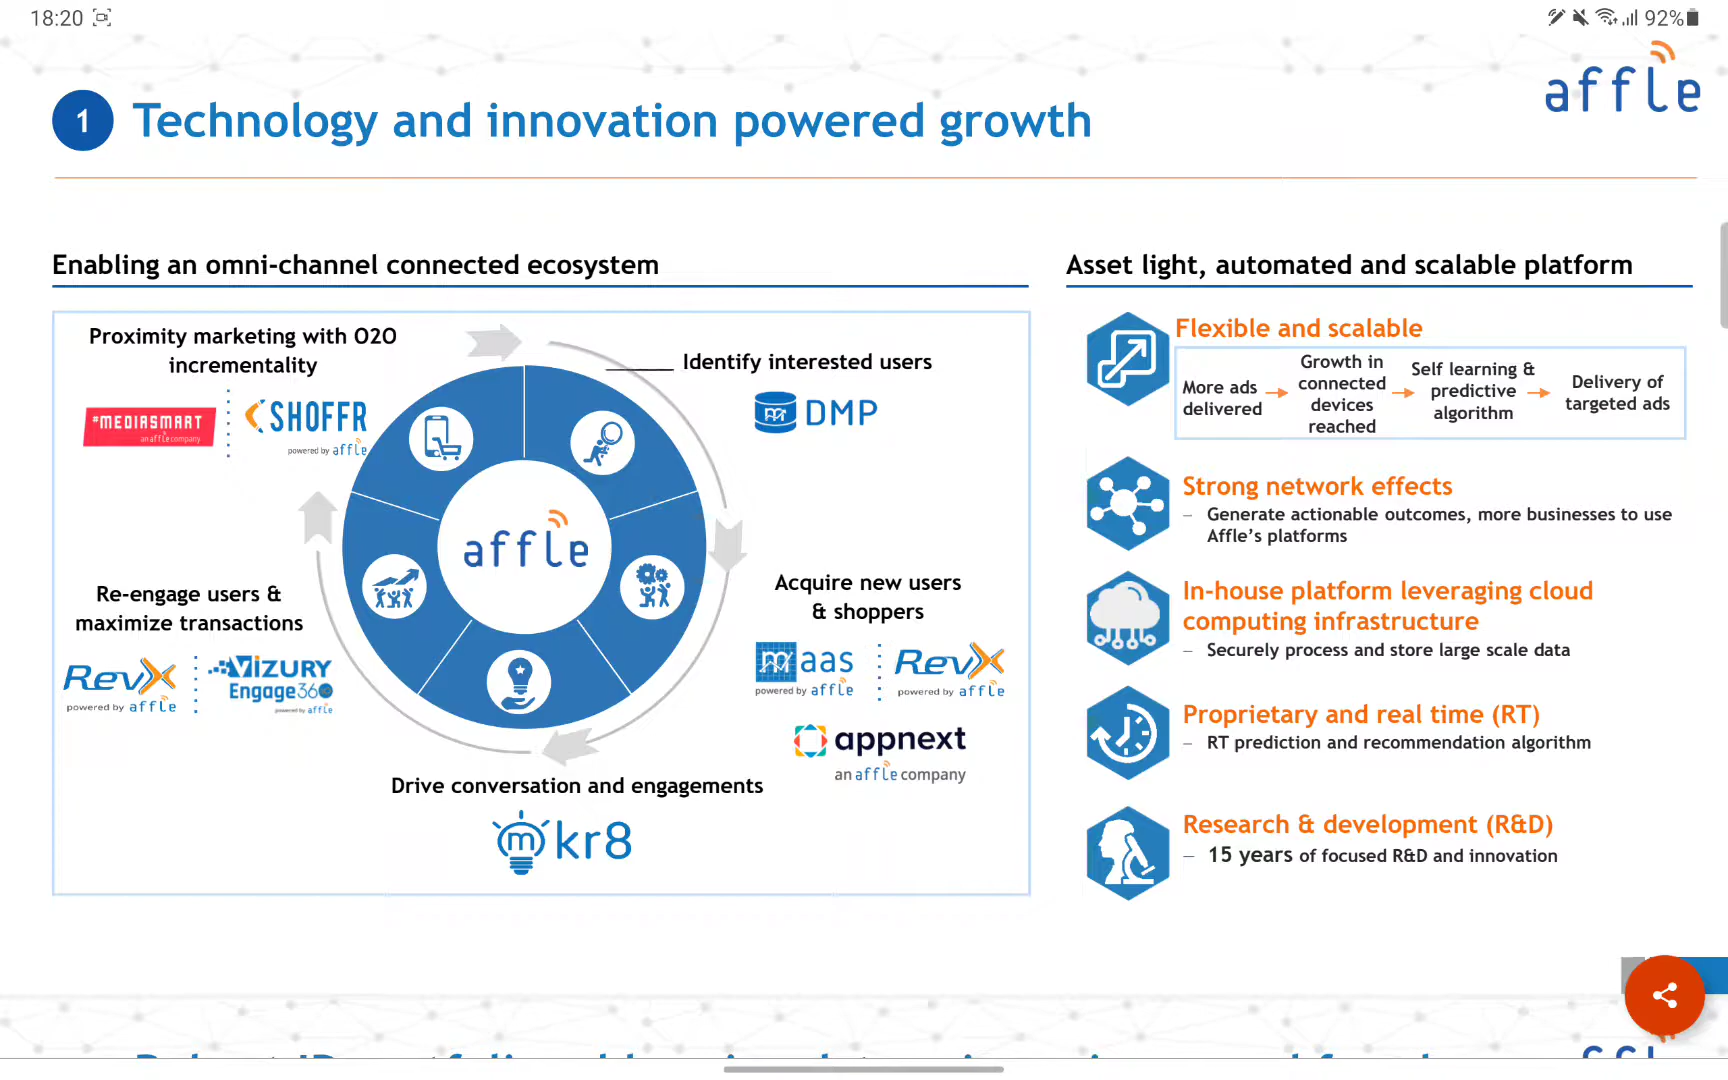 18:20
92%
affle
1
Technology and innovation powered growth
Enabling an omni-channel connected ecosystem
Proximity marketing with O2O
incrementality
#MEDIASMART
an affle company
SHOFFR
powered by affle
Identify interested users
m DMP
affle
Re-engage users &
maximize transactions
RevX
powered by affle
VIZURY
Engage360
powered by affle
Acquire new users
& shoppers
maas
powered by affle
RevX
powered by affle
appnext
an affle company
Drive conversation and engagements
mkr8
Asset light, automated and scalable platform
Flexible and scalable
More ads
delivered
Growth in
connected
devices
reached
Self learning &
predictive
algorithm
Delivery of
targeted ads
Strong network effects
– Generate actionable outcomes, more businesses to use
Affle’s platforms
In-house platform leveraging cloud
computing infrastructure
– Securely process and store large scale data
Proprietary and real time (RT)
– RT prediction and recommendation algorithm
Research & development (R&D)
– 15 years of focused R&D and innovation